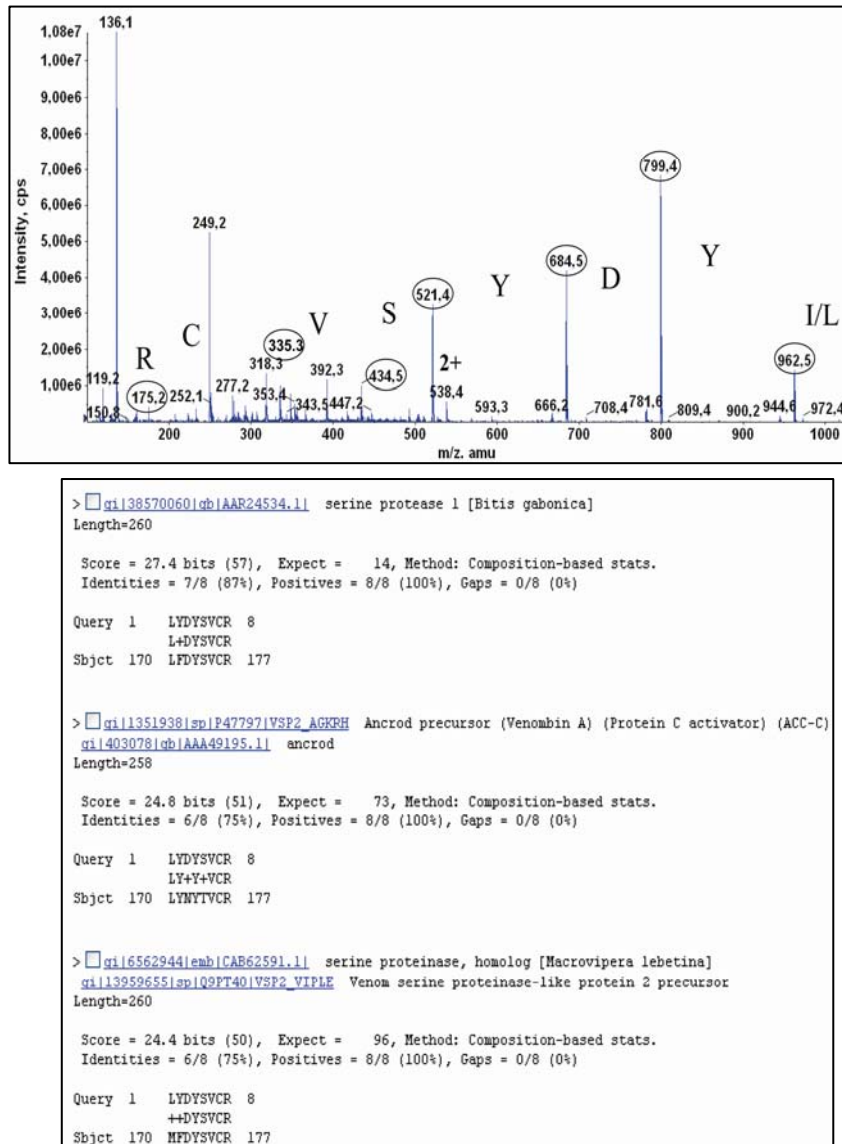 136,1
1,08e7
1,00e7
9,00e6
8,00e6
7,00e6
6,00e6
5,00e6
4,00e6
3,00e6
2,00e6
1,00e6
Intensity, cps
799,4
249,2
684,5
Y
521,4
Y
D
C
V
S
I/L
335.3
R
2+
962,5
318,3
392,3
434,5
119,2
175,2
277,2
353,4
538,4
252,1
343,5
447,2
781,6
150,8
593,3
666,2
708,4
809,4
900,2
944,6
972,4
200 300 400 500 600 700 800 900 1000
m/z. amu
> gi|38570060|gb|AAR24534.1| serine protease 1 [Bitis gabonica]
Length=260
Score = 27.4 bits (57), Expect = 14, Method: Composition-based stats.
Identities = 7/8 (87%), Positives = 8/8 (100%), Gaps = 0/8 (0%)
Query 1 LYDYSVCR 8
L+DYSVCR
Sbjct 170 LFDYSVCR 177
> gi|1351938|sp|P47797|VSP2_AGKRH Ancrod precursor (Venombin A) (Protein C activator) (ACC-C)
gi|403078|gb|AAA49195.1| ancrod
Length=258
Score = 24.8 bits (51), Expect = 73, Method: Composition-based stats.
Identities = 6/8 (75%), Positives = 8/8 (100%), Gaps = 0/8 (0%)
Query 1 LYDYSVCR 8
LY+Y+VCR
Sbjct 170 LYNYTVCR 177
> gi|6562944|emb|CAB62591.1| serine proteinase, homolog [Macrovipera lebetina]
gi|13959655|sp|Q9PT40|VSP2_VIPLE Venom serine proteinase-like protein 2 precursor
Length=260
Score = 24.4 bits (50), Expect = 96, Method: Composition-based stats.
Identities = 6/8 (75%), Positives = 8/8 (100%), Gaps = 0/8 (0%)
Query 1 LYDYSVCR 8
++DYSVCR
Sbjct 170 MFDYSVCR 177